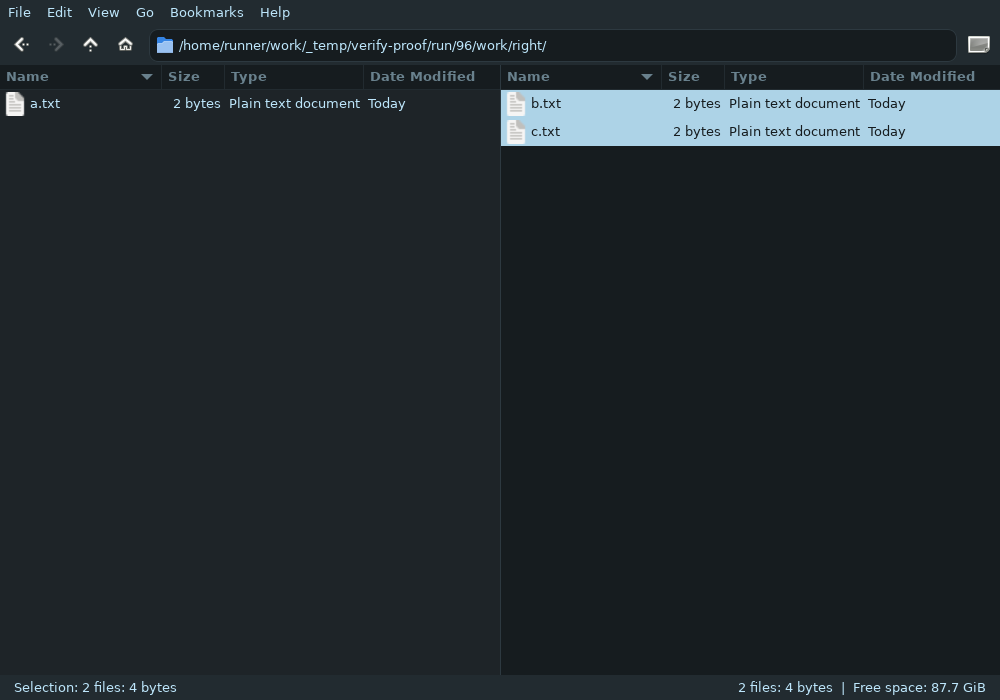 File Edit View Go Bookmarks Help
/home/runner/work/_temp/verify-proof/run/96/work/right/
Name Size Type Date Modified
a.txt 2 bytes Plain text document Today
Name Size Type Date Modified
b.txt 2 bytes Plain text document Today
c.txt 2 bytes Plain text document Today
Selection: 2 files: 4 bytes
2 files: 4 bytes | Free space: 87.7 GiB